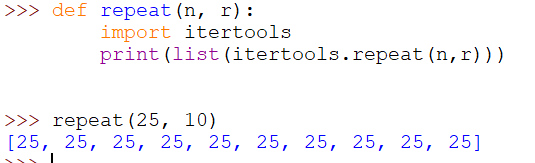 >>> def repeat(n, r):
        import itertools
        print(list(itertools.repeat(n,r)))
>>> repeat(25, 10)
[25, 25, 25, 25, 25, 25, 25, 25, 25, 25]
>>>